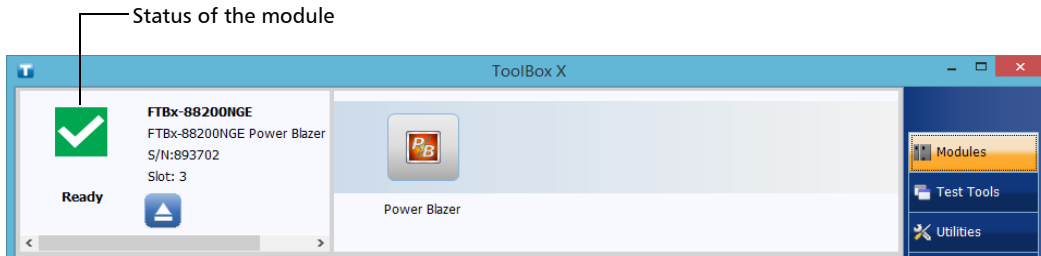 Status of the module
T
ToolBox X
FTBx-88200NGE
FTBx-88200NGE Power Blazer
S/N:893702
Slot: 3
Ready
PB
Power Blazer
Modules
Test Tools
Utilities